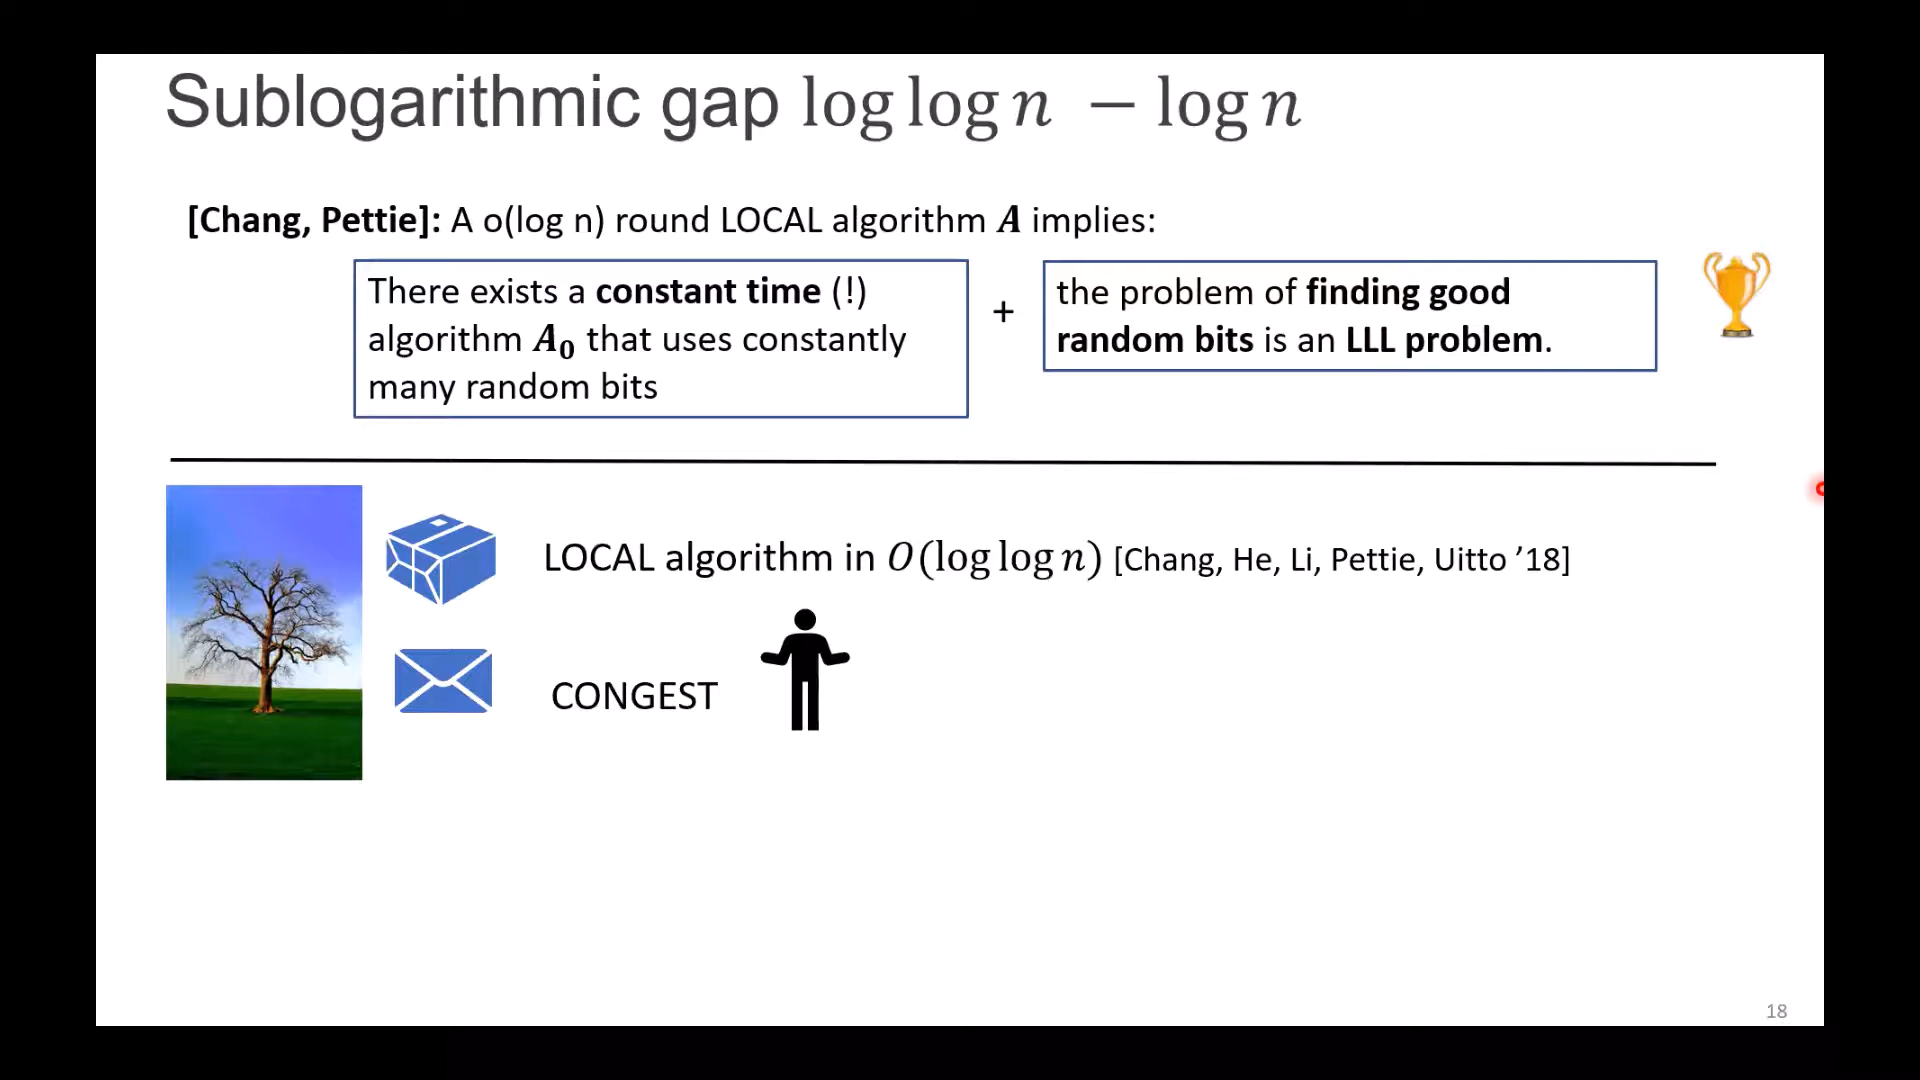 Sublogarithmic gap log log n − log n
[Chang, Pettie]: A o(log n) round LOCAL algorithm A implies:
There exists a constant time (!)
algorithm A₀ that uses constantly
many random bits
+
the problem of finding good
random bits is an LLL problem.
LOCAL algorithm in O(log log n) [Chang, He, Li, Pettie, Uitto ’18]
CONGEST
18